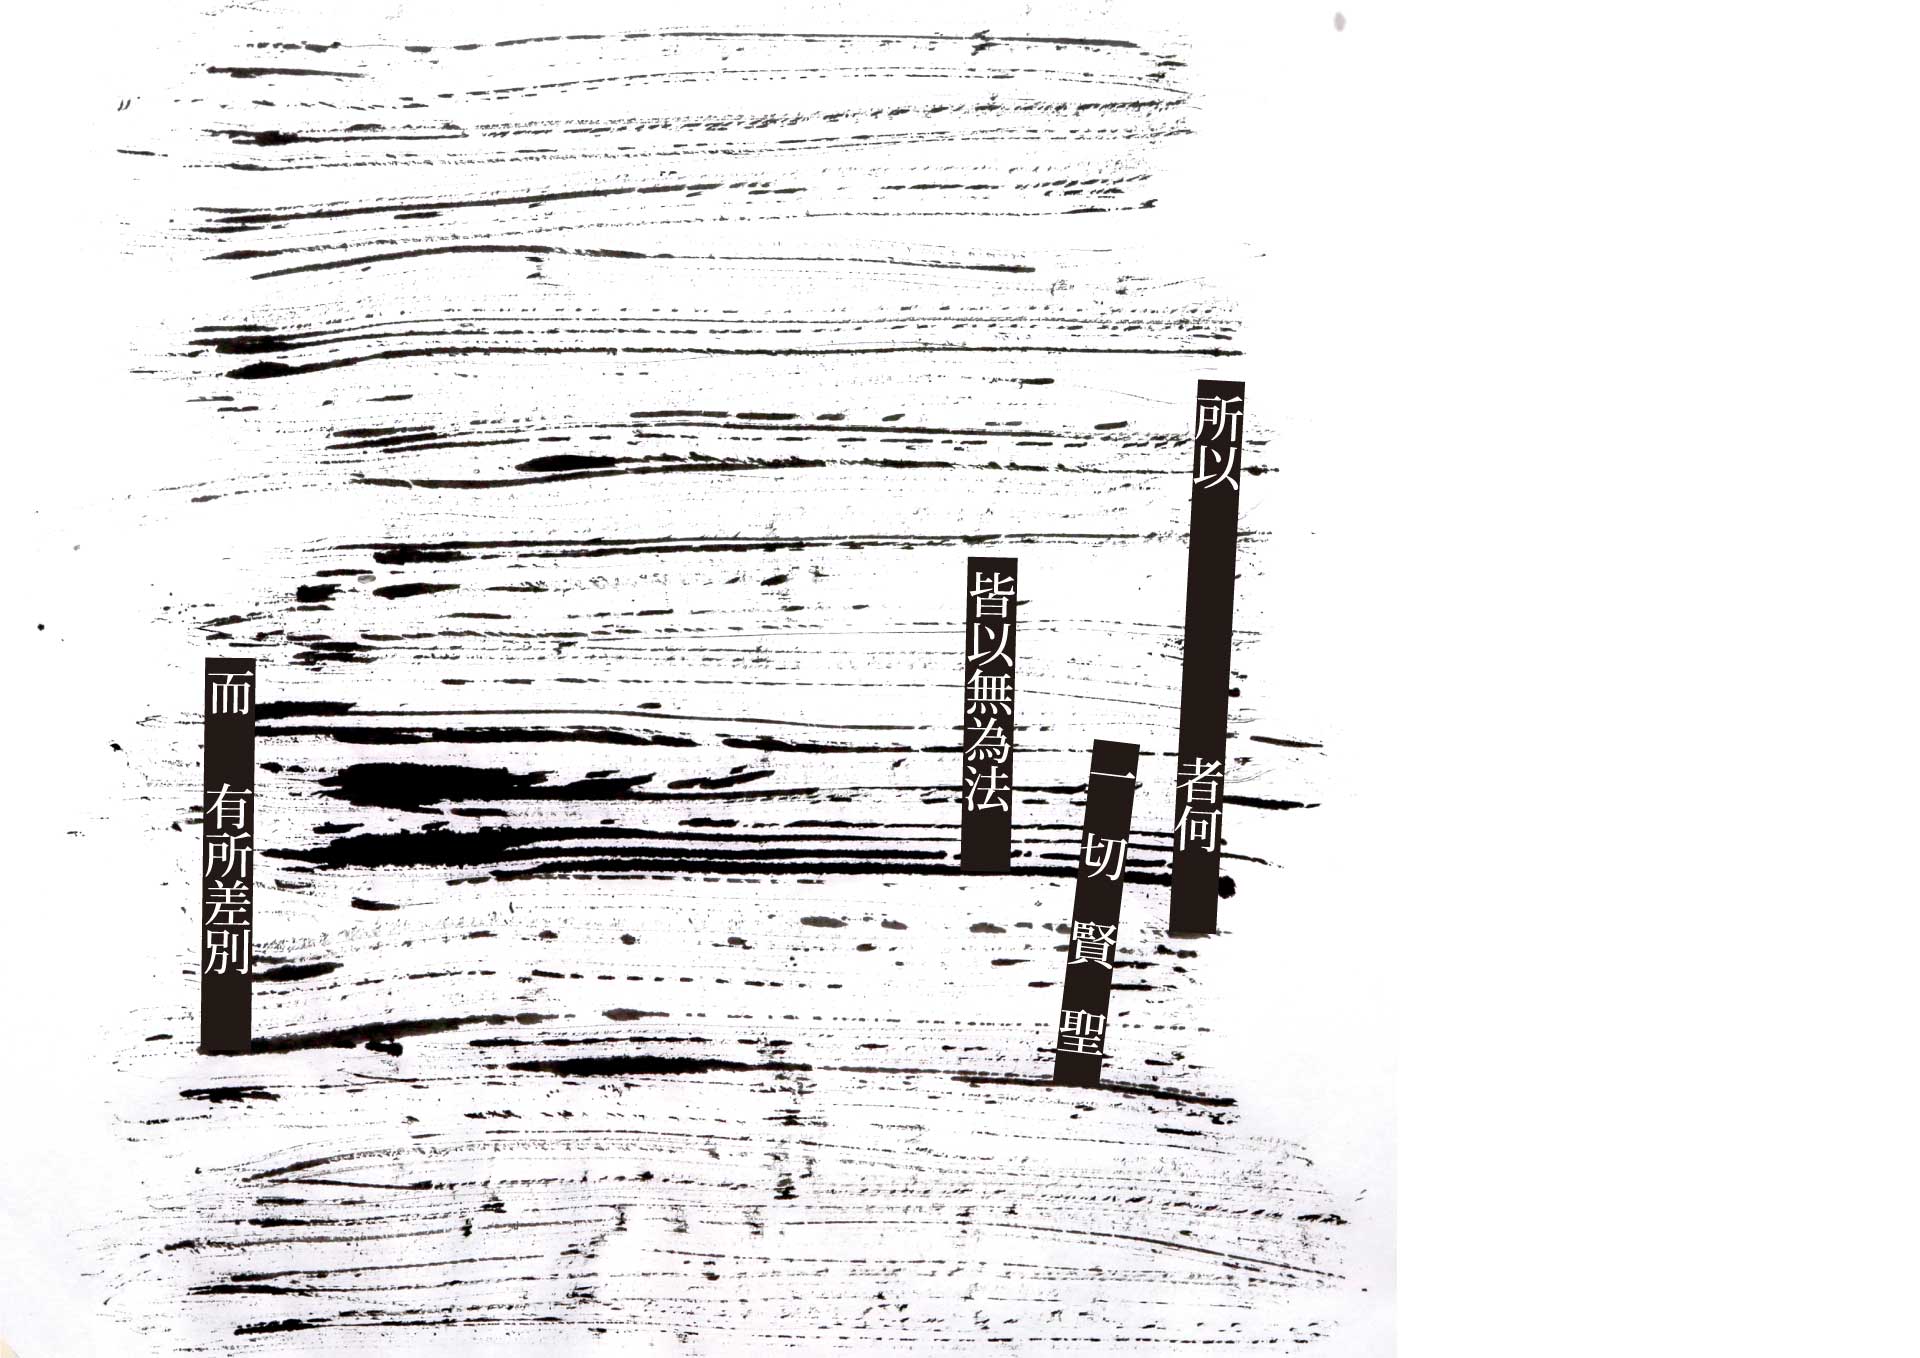 所以 者何
一切賢聖
皆以無為法
而 有所差別